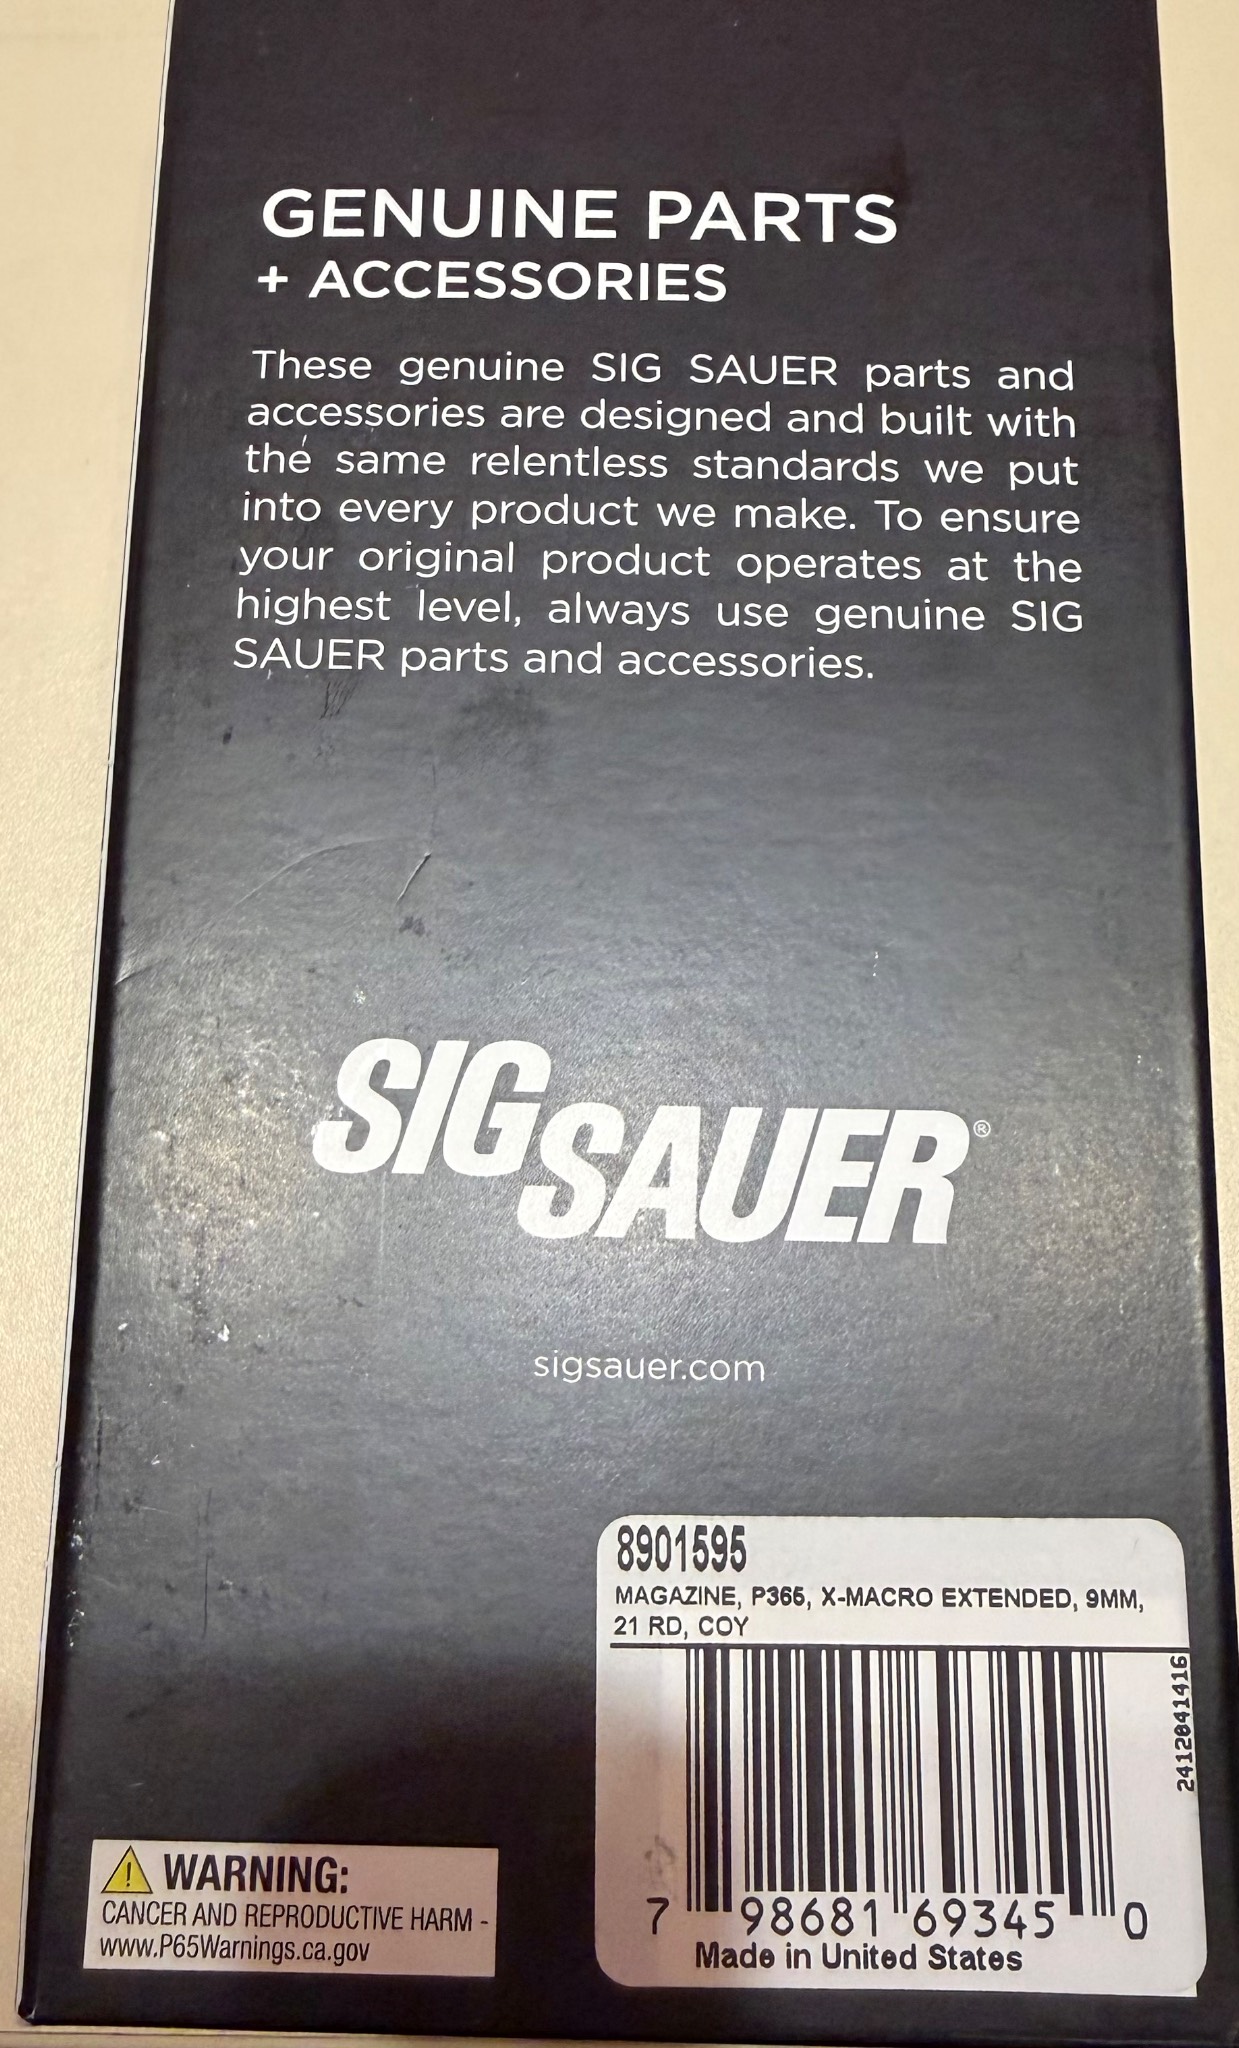 GENUINE PARTS
+ ACCESSORIES
These genuine SIG SAUER parts and
accessories are designed and built with
the same relentless standards we put
into every product we make. To ensure
your original product operates at the
highest level, always use genuine SIG
SAUER parts and accessories.
SIG SAUER®
sigsauer.com
8901595
MAGAZINE, P365, X-MACRO EXTENDED, 9MM,
21 RD, COY
2412041416
7 98681 69345 0
Made in United States
WARNING:
CANCER AND REPRODUCTIVE HARM -
www.P65Warnings.ca.gov